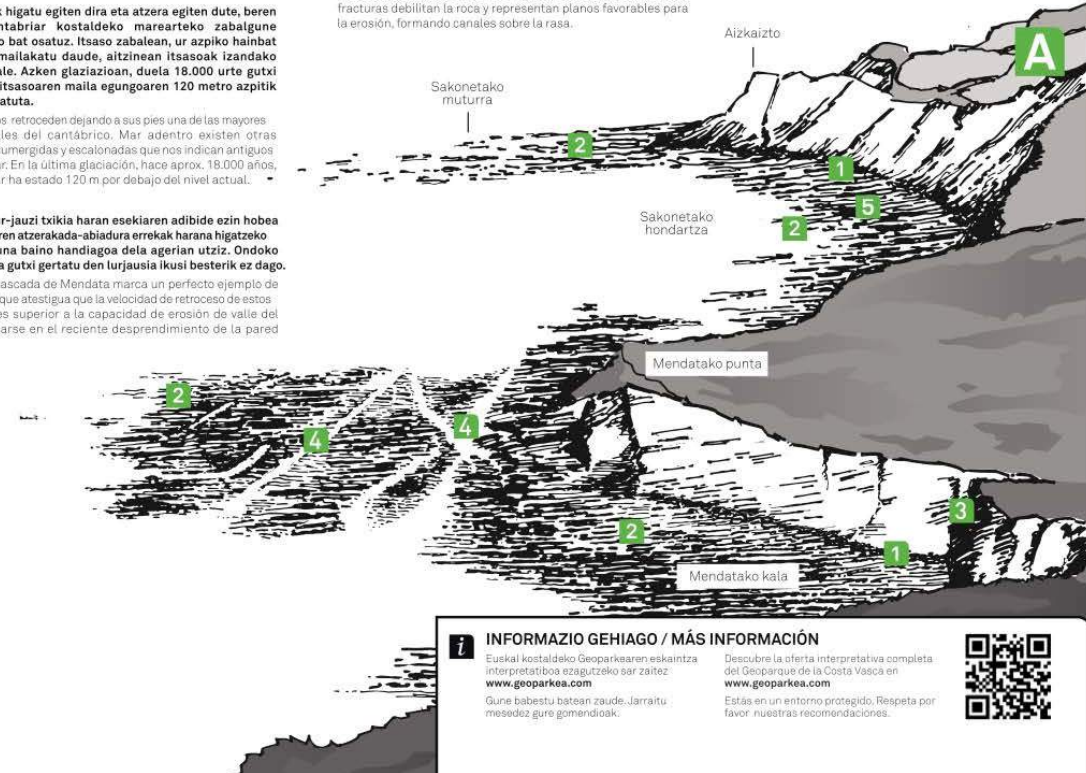 higatu egiten dira eta atzera egiten dute, beren
kostaldeko marearteko zabalgune
bat osatuz. Itsaso zabalean, ur azpiko hainbat
mailakatu daude, aitzinean itsasoak izandako
Azken glaziazioan, duela 18.000 urte gutxi
itsasoaren maila egungoaren 120 metro azpitik
retroceden dejando a sus pies una de las mayores
del cantábrico. Mar adentro existen otras
sumergidas y escalonadas que nos indican antiguos
En la última glaciación, hace aprox. 18.000 años,
ha estado 120 m por debajo del nivel actual.
txikia haran esekiaren adibide ezin hobea
atzerakada-abiadura errekak harana higatzeko
baino handiagoa dela agerian utziz. Ondoko
gutxi gertatu den lurjausia ikusi besterik ez dago.
cascada de Mendata marca un perfecto ejemplo de
que atestigua que la velocidad de retroceso de estos
es superior a la capacidad de erosión de valle del
en el reciente desprendimiento de la pared
fracturas debilitan la roca y representan planos favorables para
la erosión, formando canales sobre la rasa.
A
Aizkaizto
Sakonetako
muturra
2
1
5
Sakonetako
hondartza
2
Mendatako punta
2
4
4
3
2
1
Mendatako kala
i
INFORMAZIO GEHIAGO / MÁS INFORMACIÓN
Euskal kostaldeko Geoparkearen eskaintza
interpretatiboa ezagutzeko sar zaitez
www.geoparkea.com
Gune babestu batean zaude. Jarraitu
mesedez gure gomendioak.
Descubre la oferta interpretativa completa
del Geoparque de la Costa Vasca en
www.geoparkea.com
Estás en un entorno protegido. Respeta por
favor nuestras recomendaciones.